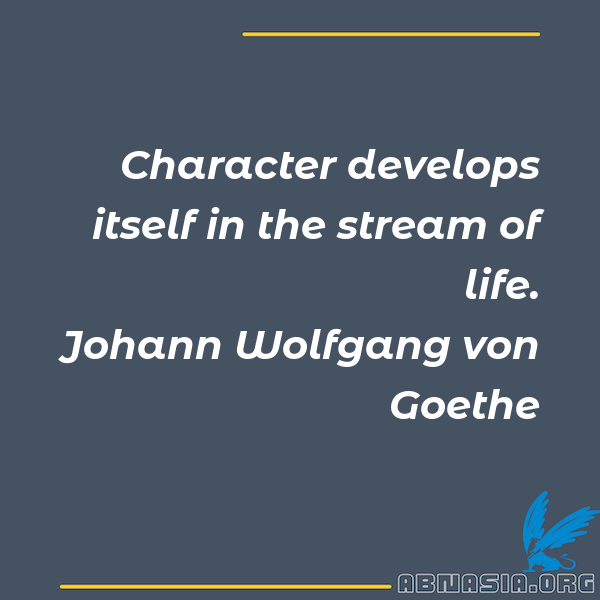 Character develops
itself in the stream of
life.
Johann Wolfgang von
Goethe
ABNASIA.ORG